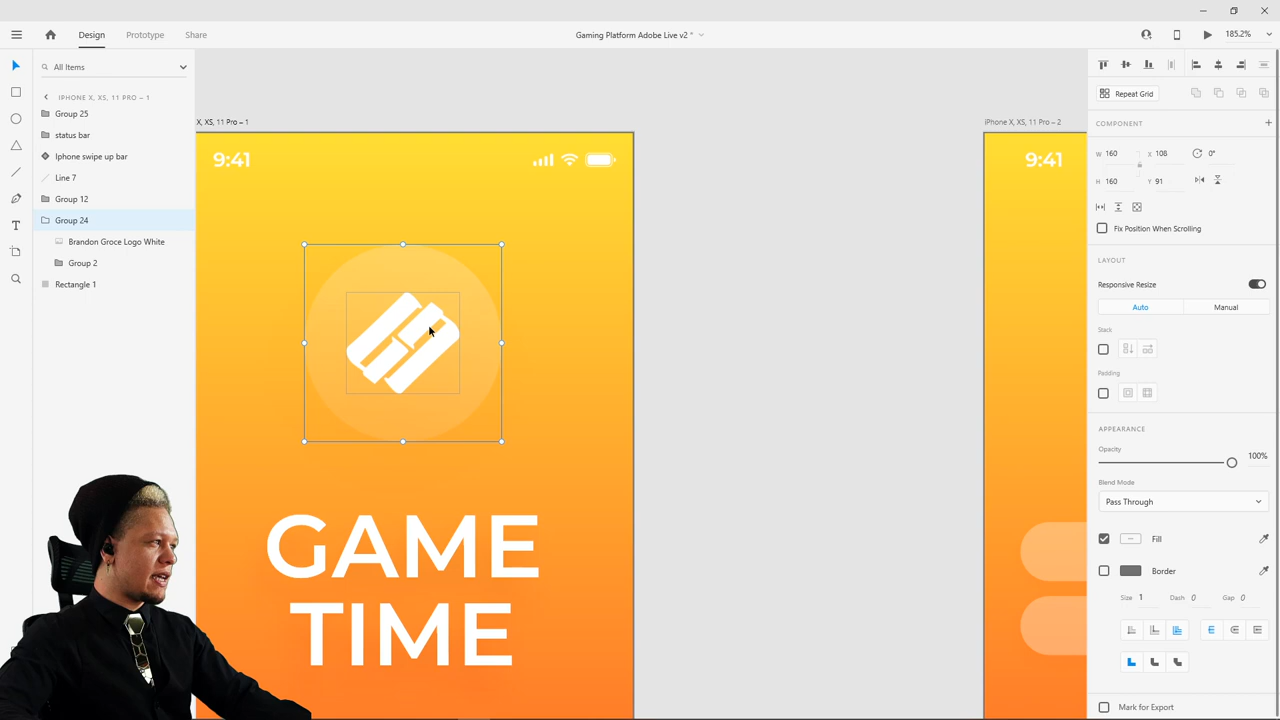 Design
Prototype
Share
Gaming Platform Adobe Live v2 *
185.2%
All Items
IPHONE X, XS, 11 PRO – 1
Group 25
status bar
Iphone swipe up bar
Line 7
Group 12
Group 24
Brandon Groce Logo White
Group 2
Rectangle 1
X, XS, 11 Pro – 1
9:41
GAME
TIME
iPhone X, XS, 11 Pro – 2
9:41
Repeat Grid
COMPONENT
W 160 X 108 0°
H 160 Y 91
Fix Position When Scrolling
LAYOUT
Responsive Resize
Auto Manual
Stack
Padding
APPEARANCE
Opacity
100%
Blend Mode
Pass Through
Fill
Border
Size 1 Dash 0 Gap 0
Mark for Export